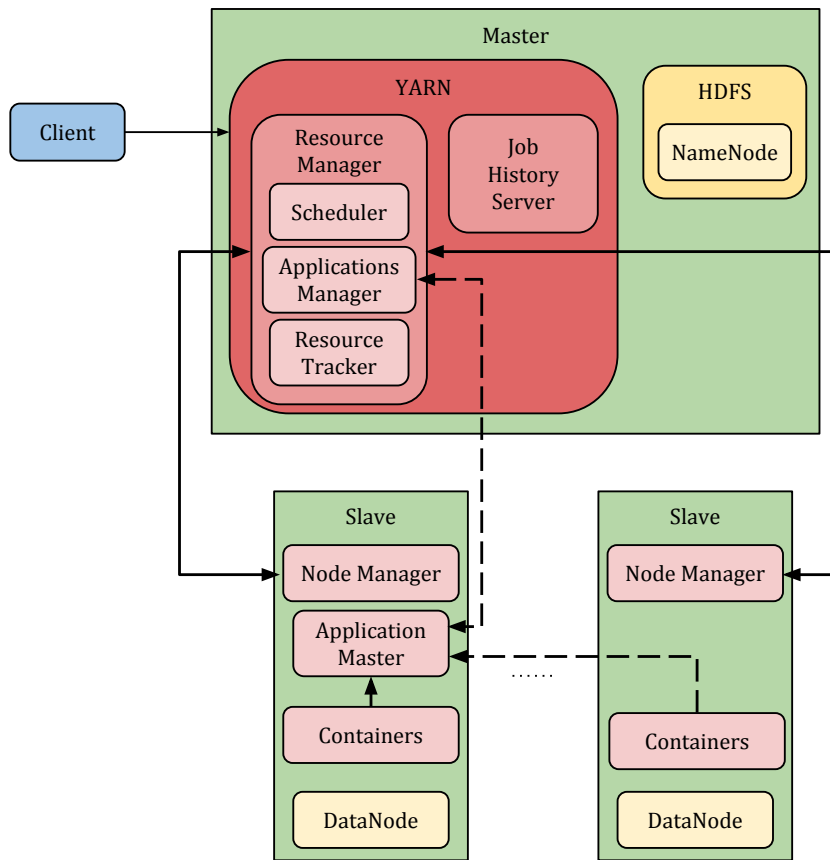 Master
YARN
HDFS
Client
Resource
Manager
Job
History
Server
NameNode
Scheduler
Applications
Manager
Resource
Tracker
Slave
Node Manager
Application
Master
Containers
DataNode
......
Slave
Node Manager
Containers
DataNode